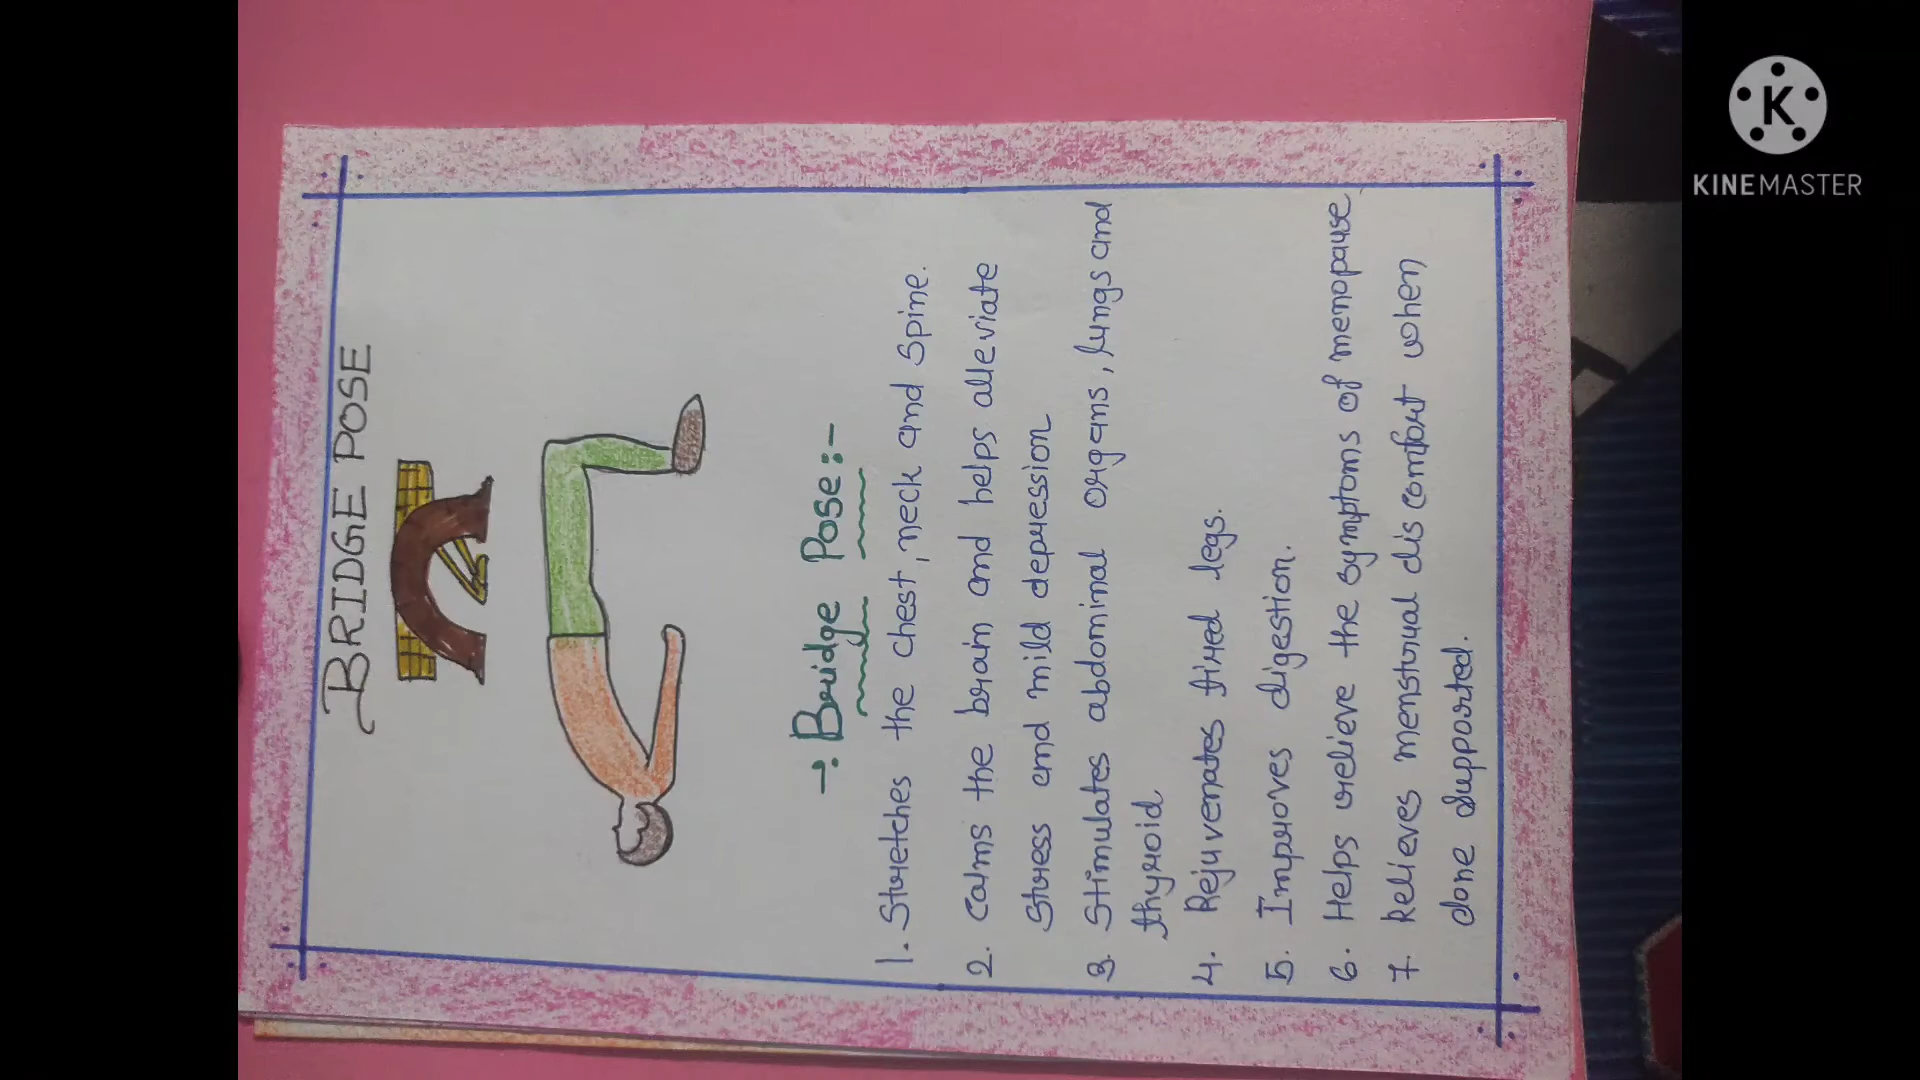 BRIDGE POSE
→: Bridge Pose:-
1. Stretches the chest, neck and spine.
2. Calms the brain and helps alleviate
stress and mild depression
3. Stimulates abdominal organs, lungs and
thyroid
4. Rejuvenates tired legs.
5. Improves digestion.
6. Helps relieve the symptoms of menopause
7. Relieves menstrual discomfort when
done supported.
K
KINEMASTER